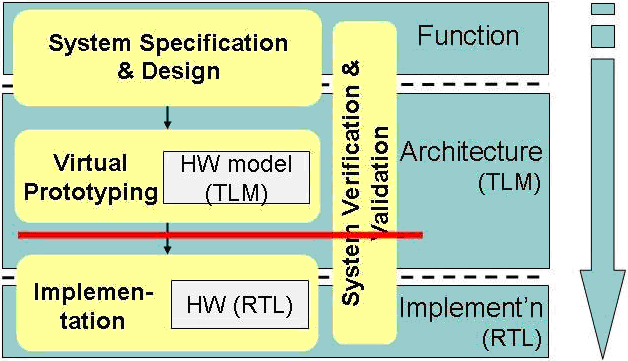 System Specification
& Design
Function
System Verification &
Validation
Virtual
Prototyping
HW model
(TLM)
Architecture
(TLM)
Implemen-
tation
HW (RTL)
Implement'n
(RTL)